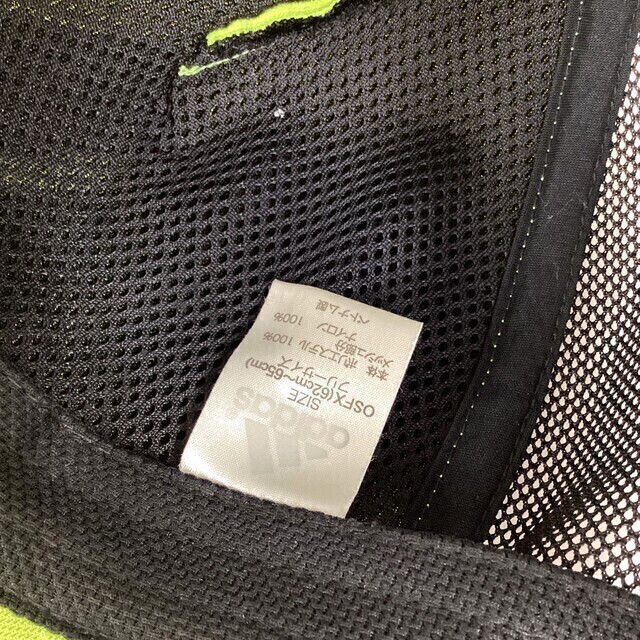 adidas®
SIZE
OSFX(62cm~65cm)
フリーサイズ
本体 ポリエステル 100%
メッシュ部分
ナイロン 100%
ベトナム製